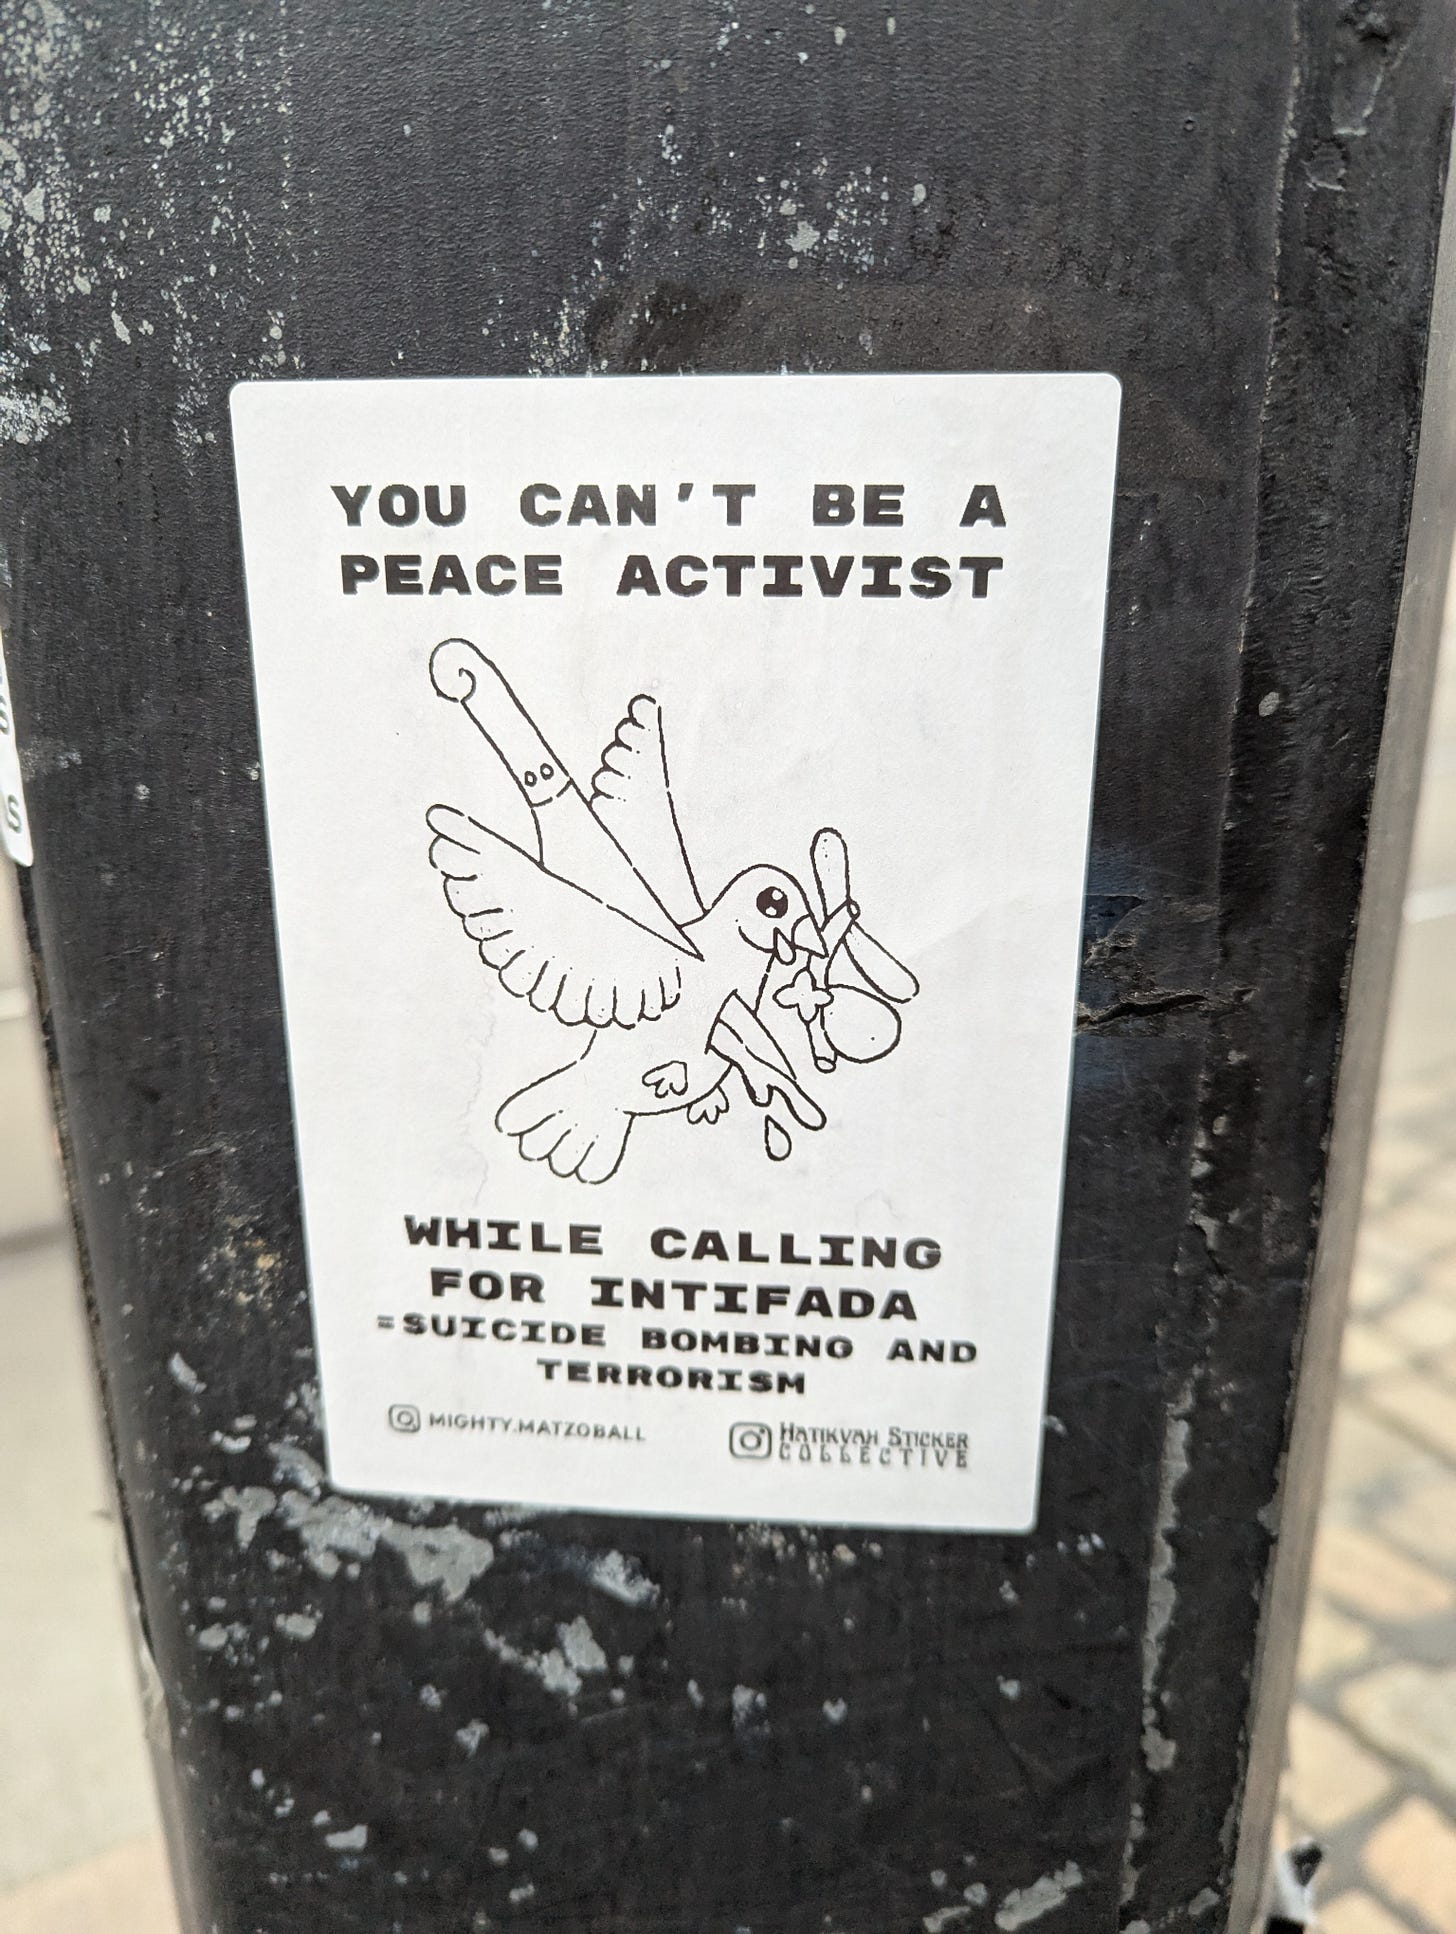 YOU CAN'T BE A
PEACE ACTIVIST
WHILE CALLING
FOR INTIFADA
=SUICIDE BOMBING AND
TERRORISM
MIGHTY.MATZOBALL
HATIKVAH STICKER
COLLECTIVE
S